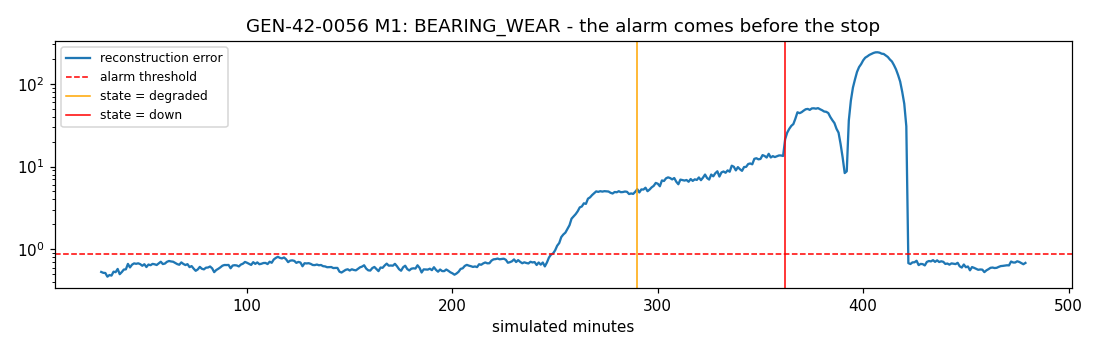 GEN-42-0056 M1: BEARING_WEAR - the alarm comes before the stop
reconstruction error
alarm threshold
state = degraded
state = down
10²
10¹
10⁰
100 200 300 400 500
simulated minutes